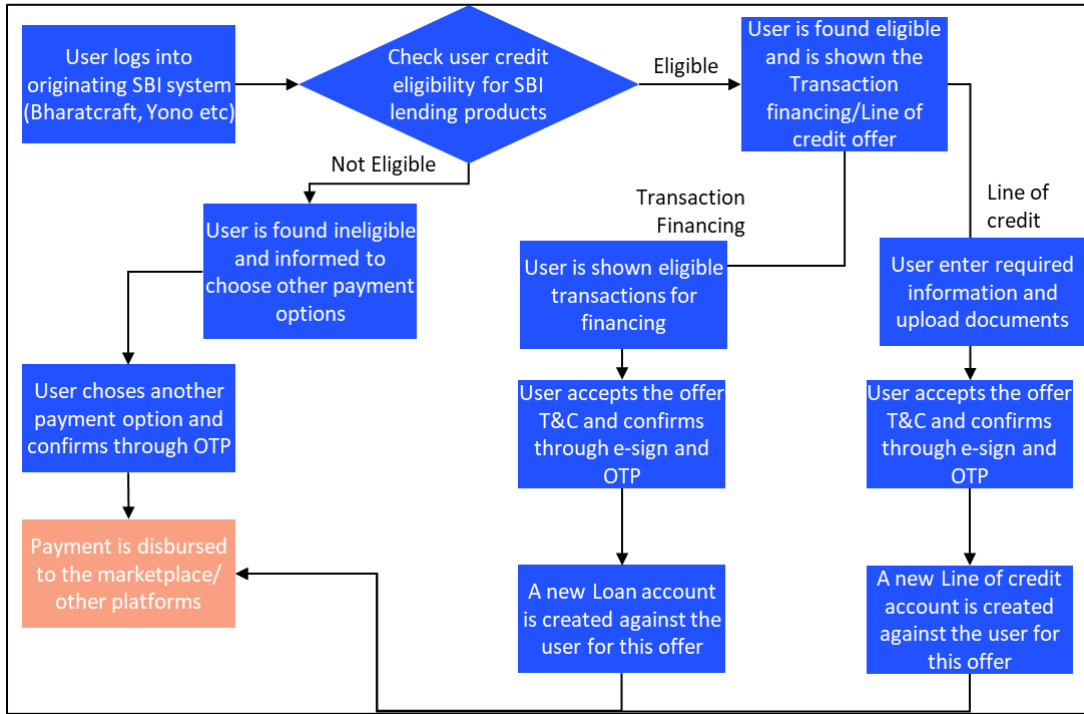 User logs into
originating SBI system
(Bharatcraft, Yono etc)
Check user credit
eligibility for SBI
lending products
Eligible
User is found eligible
and is shown the
Transaction
financing/Line of
credit offer
Not Eligible
User is found ineligible
and informed to
choose other payment
options
Transaction
Financing
Line of
credit
User is shown eligible
transactions for
financing
User enter required
information and
upload documents
User choses another
payment option and
confirms through OTP
User accepts the offer
T&C and confirms
through e-sign and
OTP
User accepts the offer
T&C and confirms
through e-sign and
OTP
Payment is disbursed
to the marketplace/
other platforms
A new Loan account
is created against the
user for this offer
A new Line of credit
account is created
against the user for
this offer